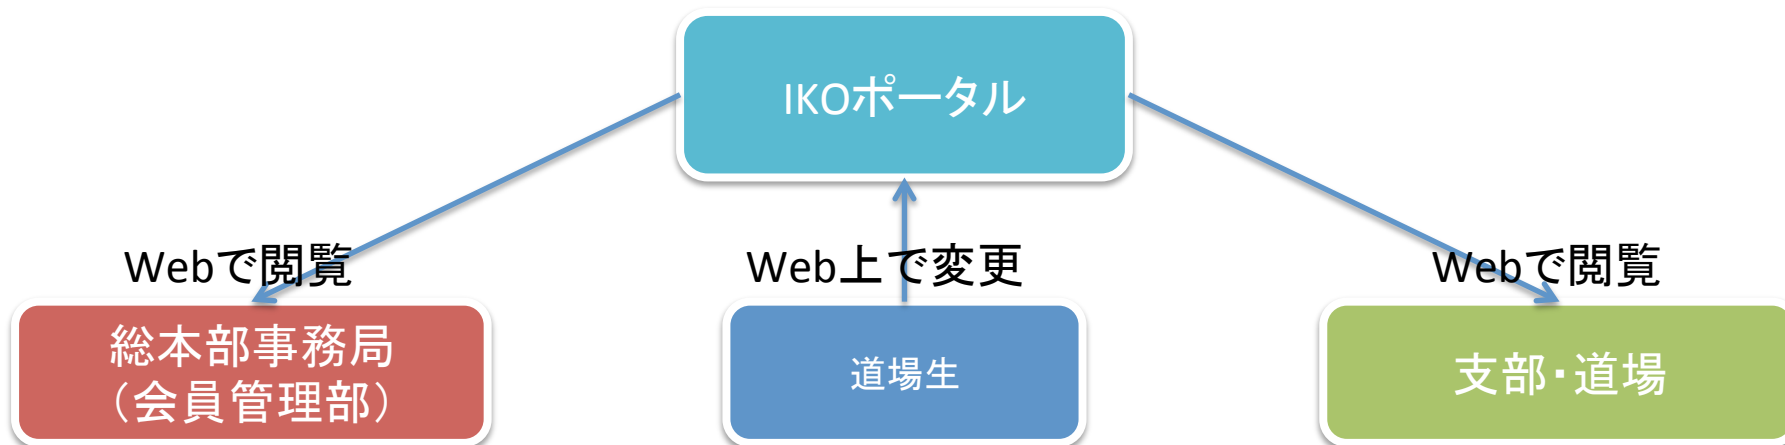 IKOポータル
Webで閲覧
Web上で変更
Webで閲覧
総本部事務局
（会員管理部）
道場生
支部・道場